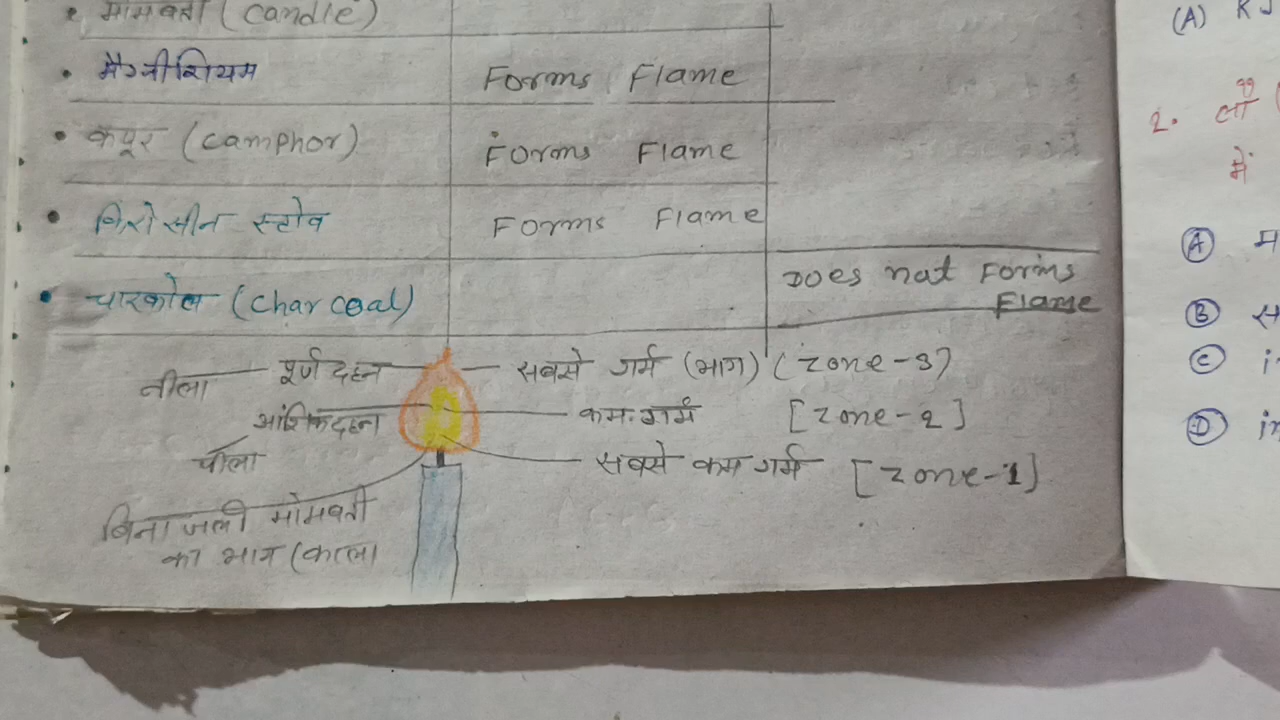 • मोमबत्ती (candle)
• मैग्नीशियम Forms Flame
• कपूर (camphor) Forms Flame
• किरोसीन स्टोव Forms Flame
• चारकोल (charcoal) Does not Forms
Flame
नीला पूर्ण दहन सबसे गर्म (भाग) (zone-3)
आंशिक दहन कम गर्म [zone-2]
पीला सबसे कम गर्म [zone-1]
बिना जली मोमबत्ती
का भाग (काला)
(A)
2.
में
A
B
C
D